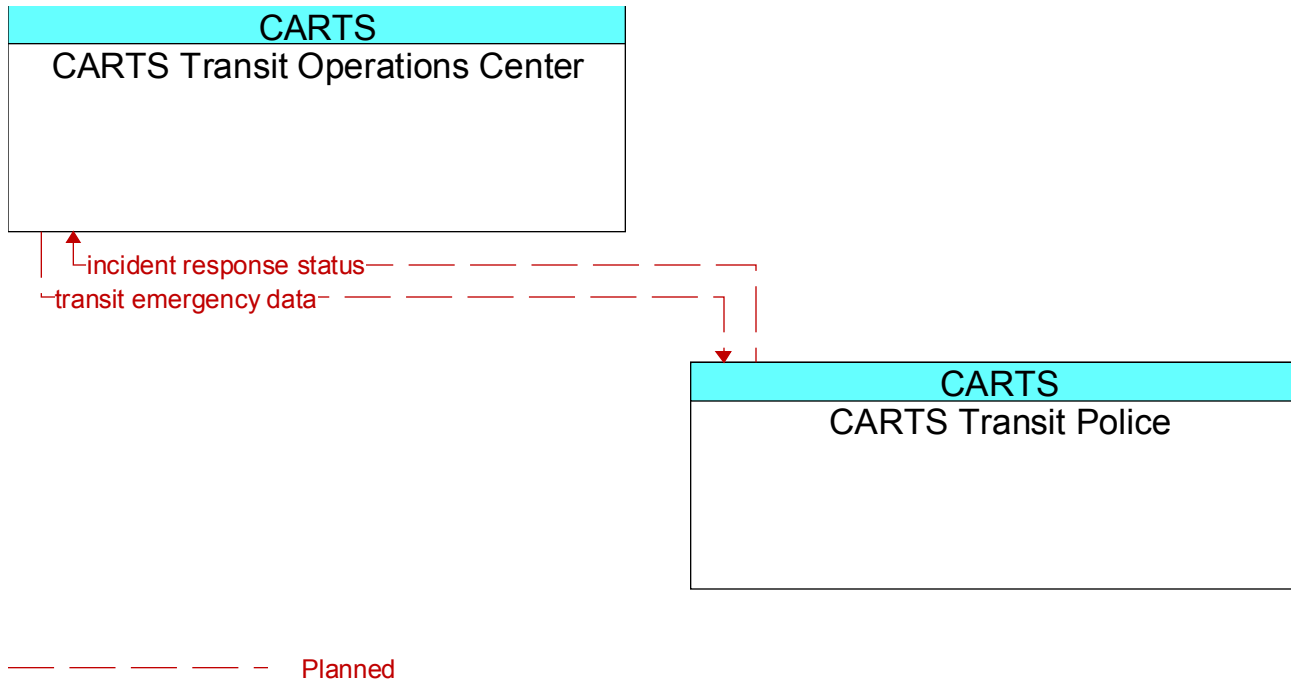 CARTS
CARTS Transit Operations Center
incident response status
transit emergency data
CARTS
CARTS Transit Police
Planned